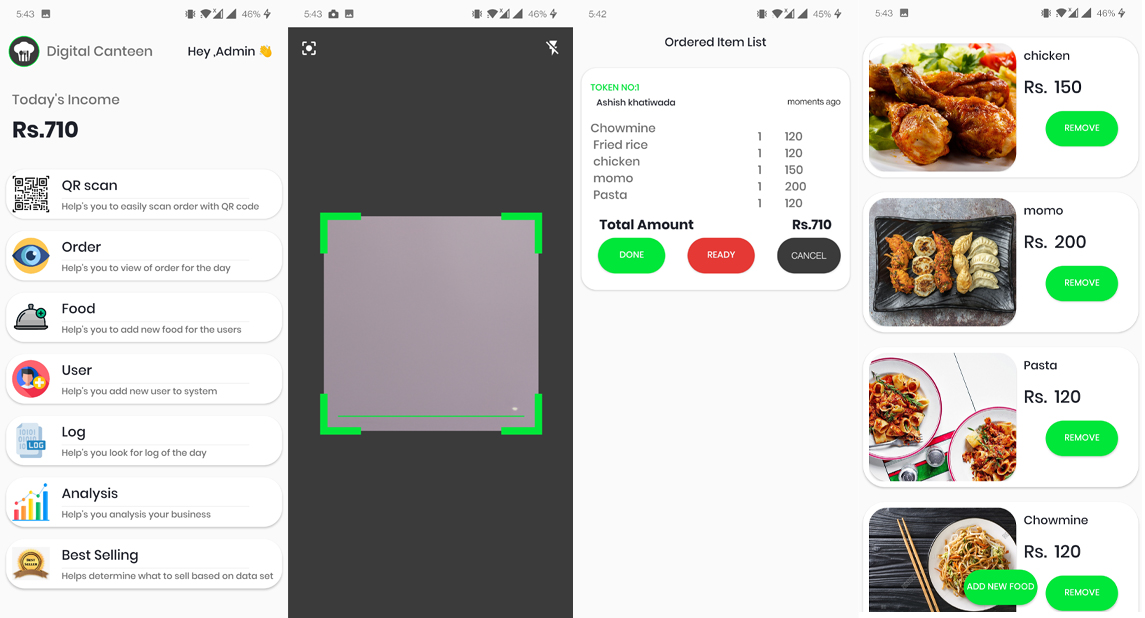 5:43
46%
Digital Canteen
Hey ,Admin 👋
Today's Income
Rs.710
QR scan
Help's you to easily scan order with QR code
Order
Help's you to view of order for the day
Food
Help's you to add new food for the users
User
Help's you add new user to system
LOG
Log
Help's you look for log of the day
Analysis
Help's you analysis your business
BEST SELLER
Best Selling
Helps determine what to sell based on data set
5:43
46%
5:42
45%
Ordered Item List
TOKEN NO:1
Ashish khatiwada
moments ago
Chowmine 1 120
Fried rice 1 120
chicken 1 150
momo 1 200
Pasta 1 120
Total Amount Rs.710
DONE READY CANCEL
5:43
46%
chicken
Rs. 150
REMOVE
momo
Rs. 200
REMOVE
Pasta
Rs. 120
REMOVE
Chowmine
Rs. 120
ADD NEW FOOD
REMOVE